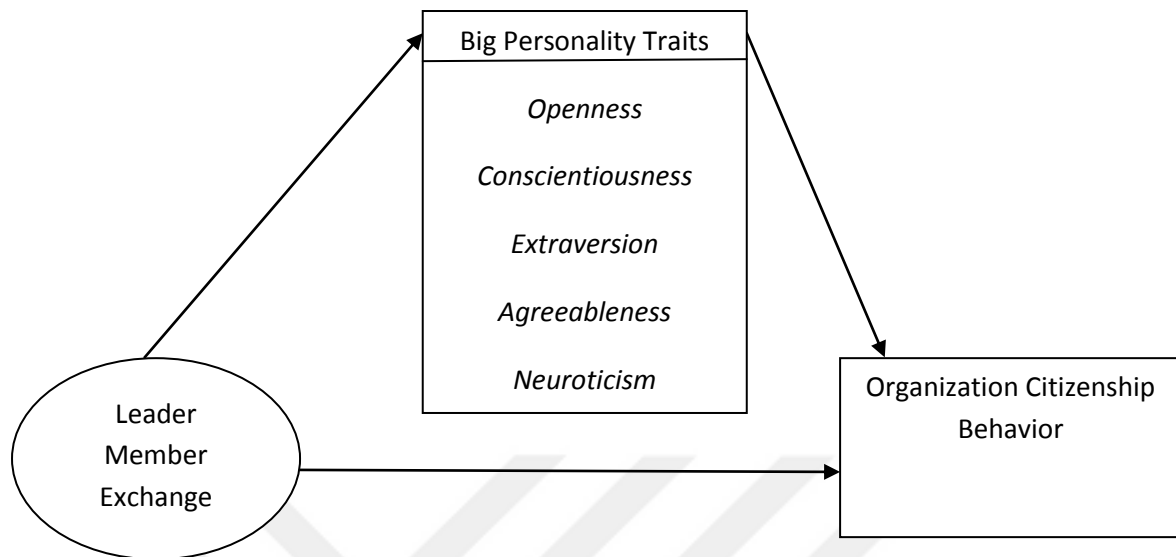 Big Personality Traits
Openness
Conscientiousness
Extraversion
Agreeableness
Neuroticism
Leader
Member
Exchange
Organization Citizenship
Behavior